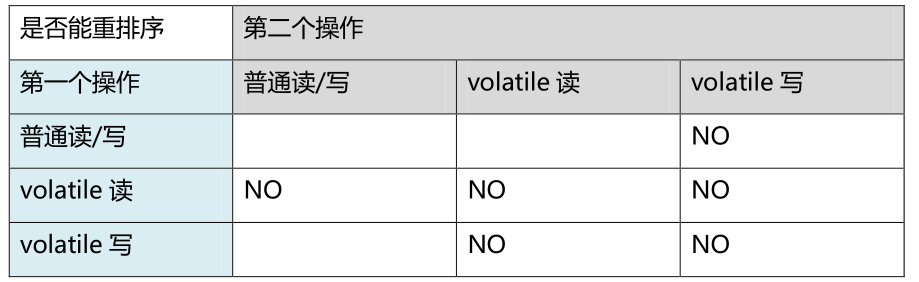 是否能重排序 第二个操作
第一个操作 普通读/写 volatile 读 volatile 写
普通读/写 NO
volatile 读 NO NO NO
volatile 写 NO NO